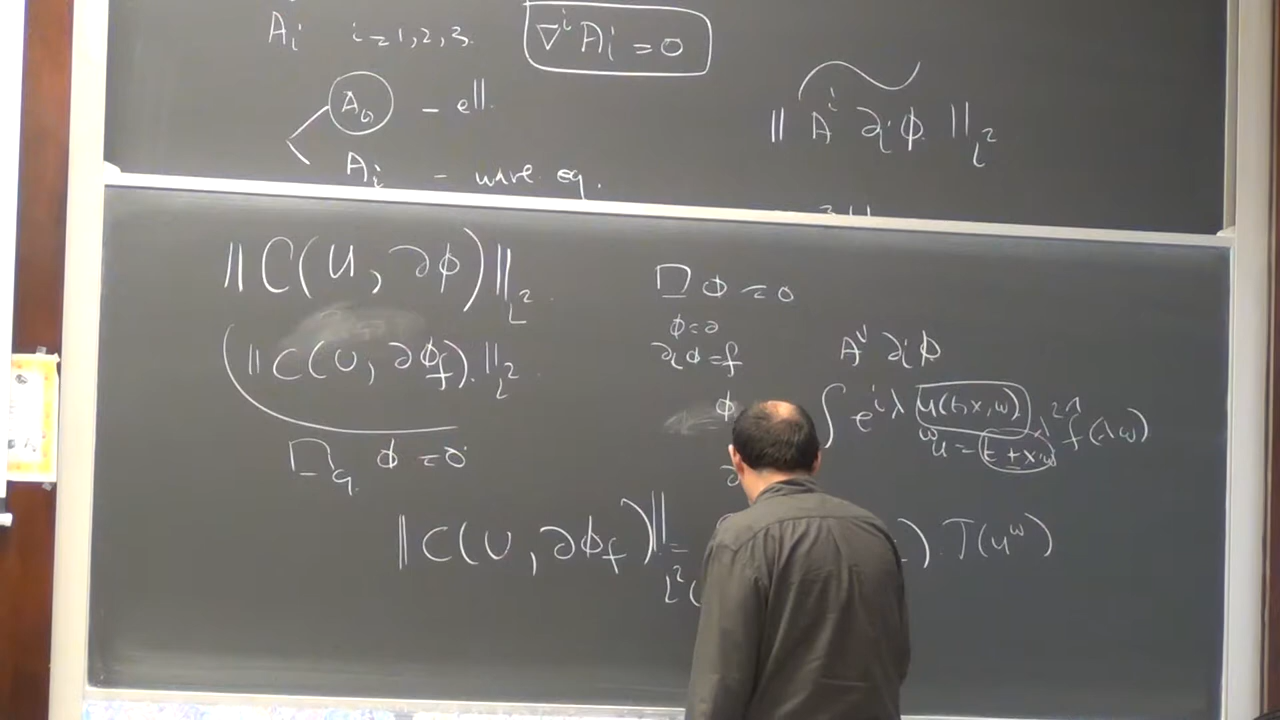 A_i i=1,2,3.
∇^i A_i = 0
A_0 – ell.
A_i – wave eq.
‖ A^i ∂_i ϕ ‖_{L^2}
‖ C(U, ∂ϕ) ‖_{L^2}
‖ C(U, ∂ϕ_f). ‖_{L^2}
□_g ϕ = 0
□ ϕ = 0
ϕ = 0
∂_t ϕ = f
A^i ∂_i ϕ
ϕ
∫ e^{iλ u(t,x,ω)} λ^2 f̂(λω)
^ω u = t ± x·ω
‖ C(U, ∂ϕ_f) ‖_{L^2( =
). T(u^ω)